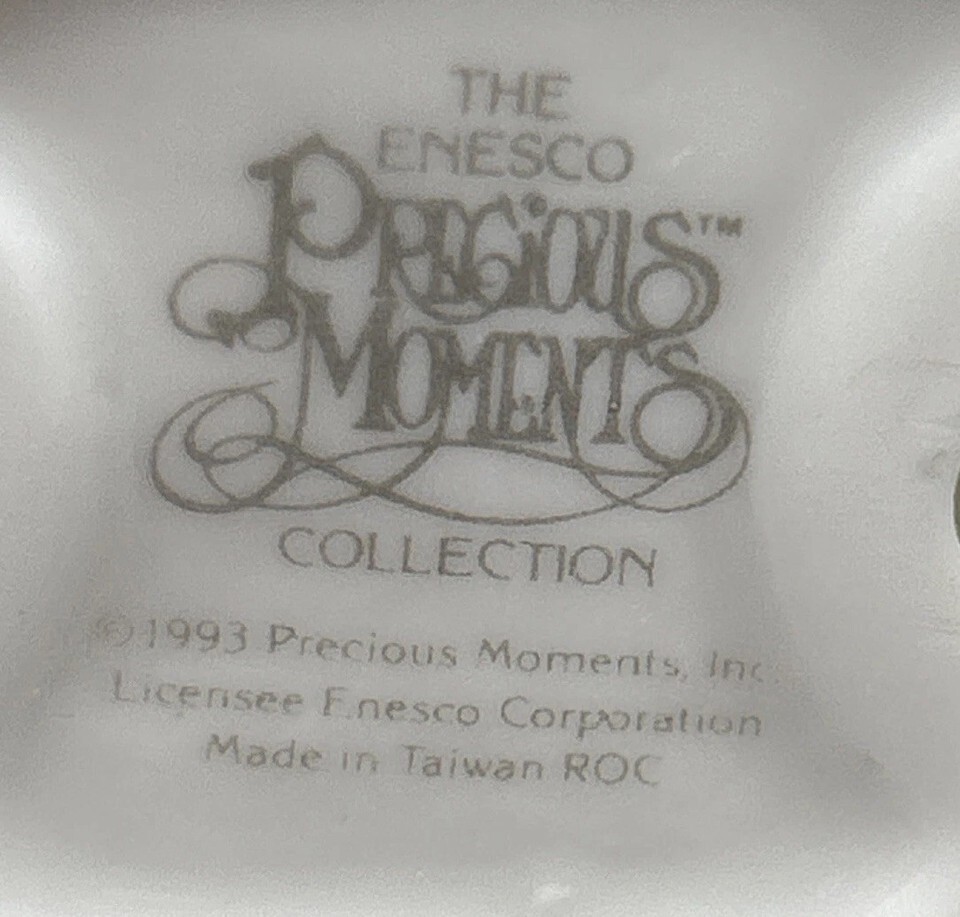 THE
ENESCO
PRECIOUS™
MOMENTS
COLLECTION
©1993 Precious Moments, Inc.
Licensee Enesco Corporation
Made in Taiwan ROC